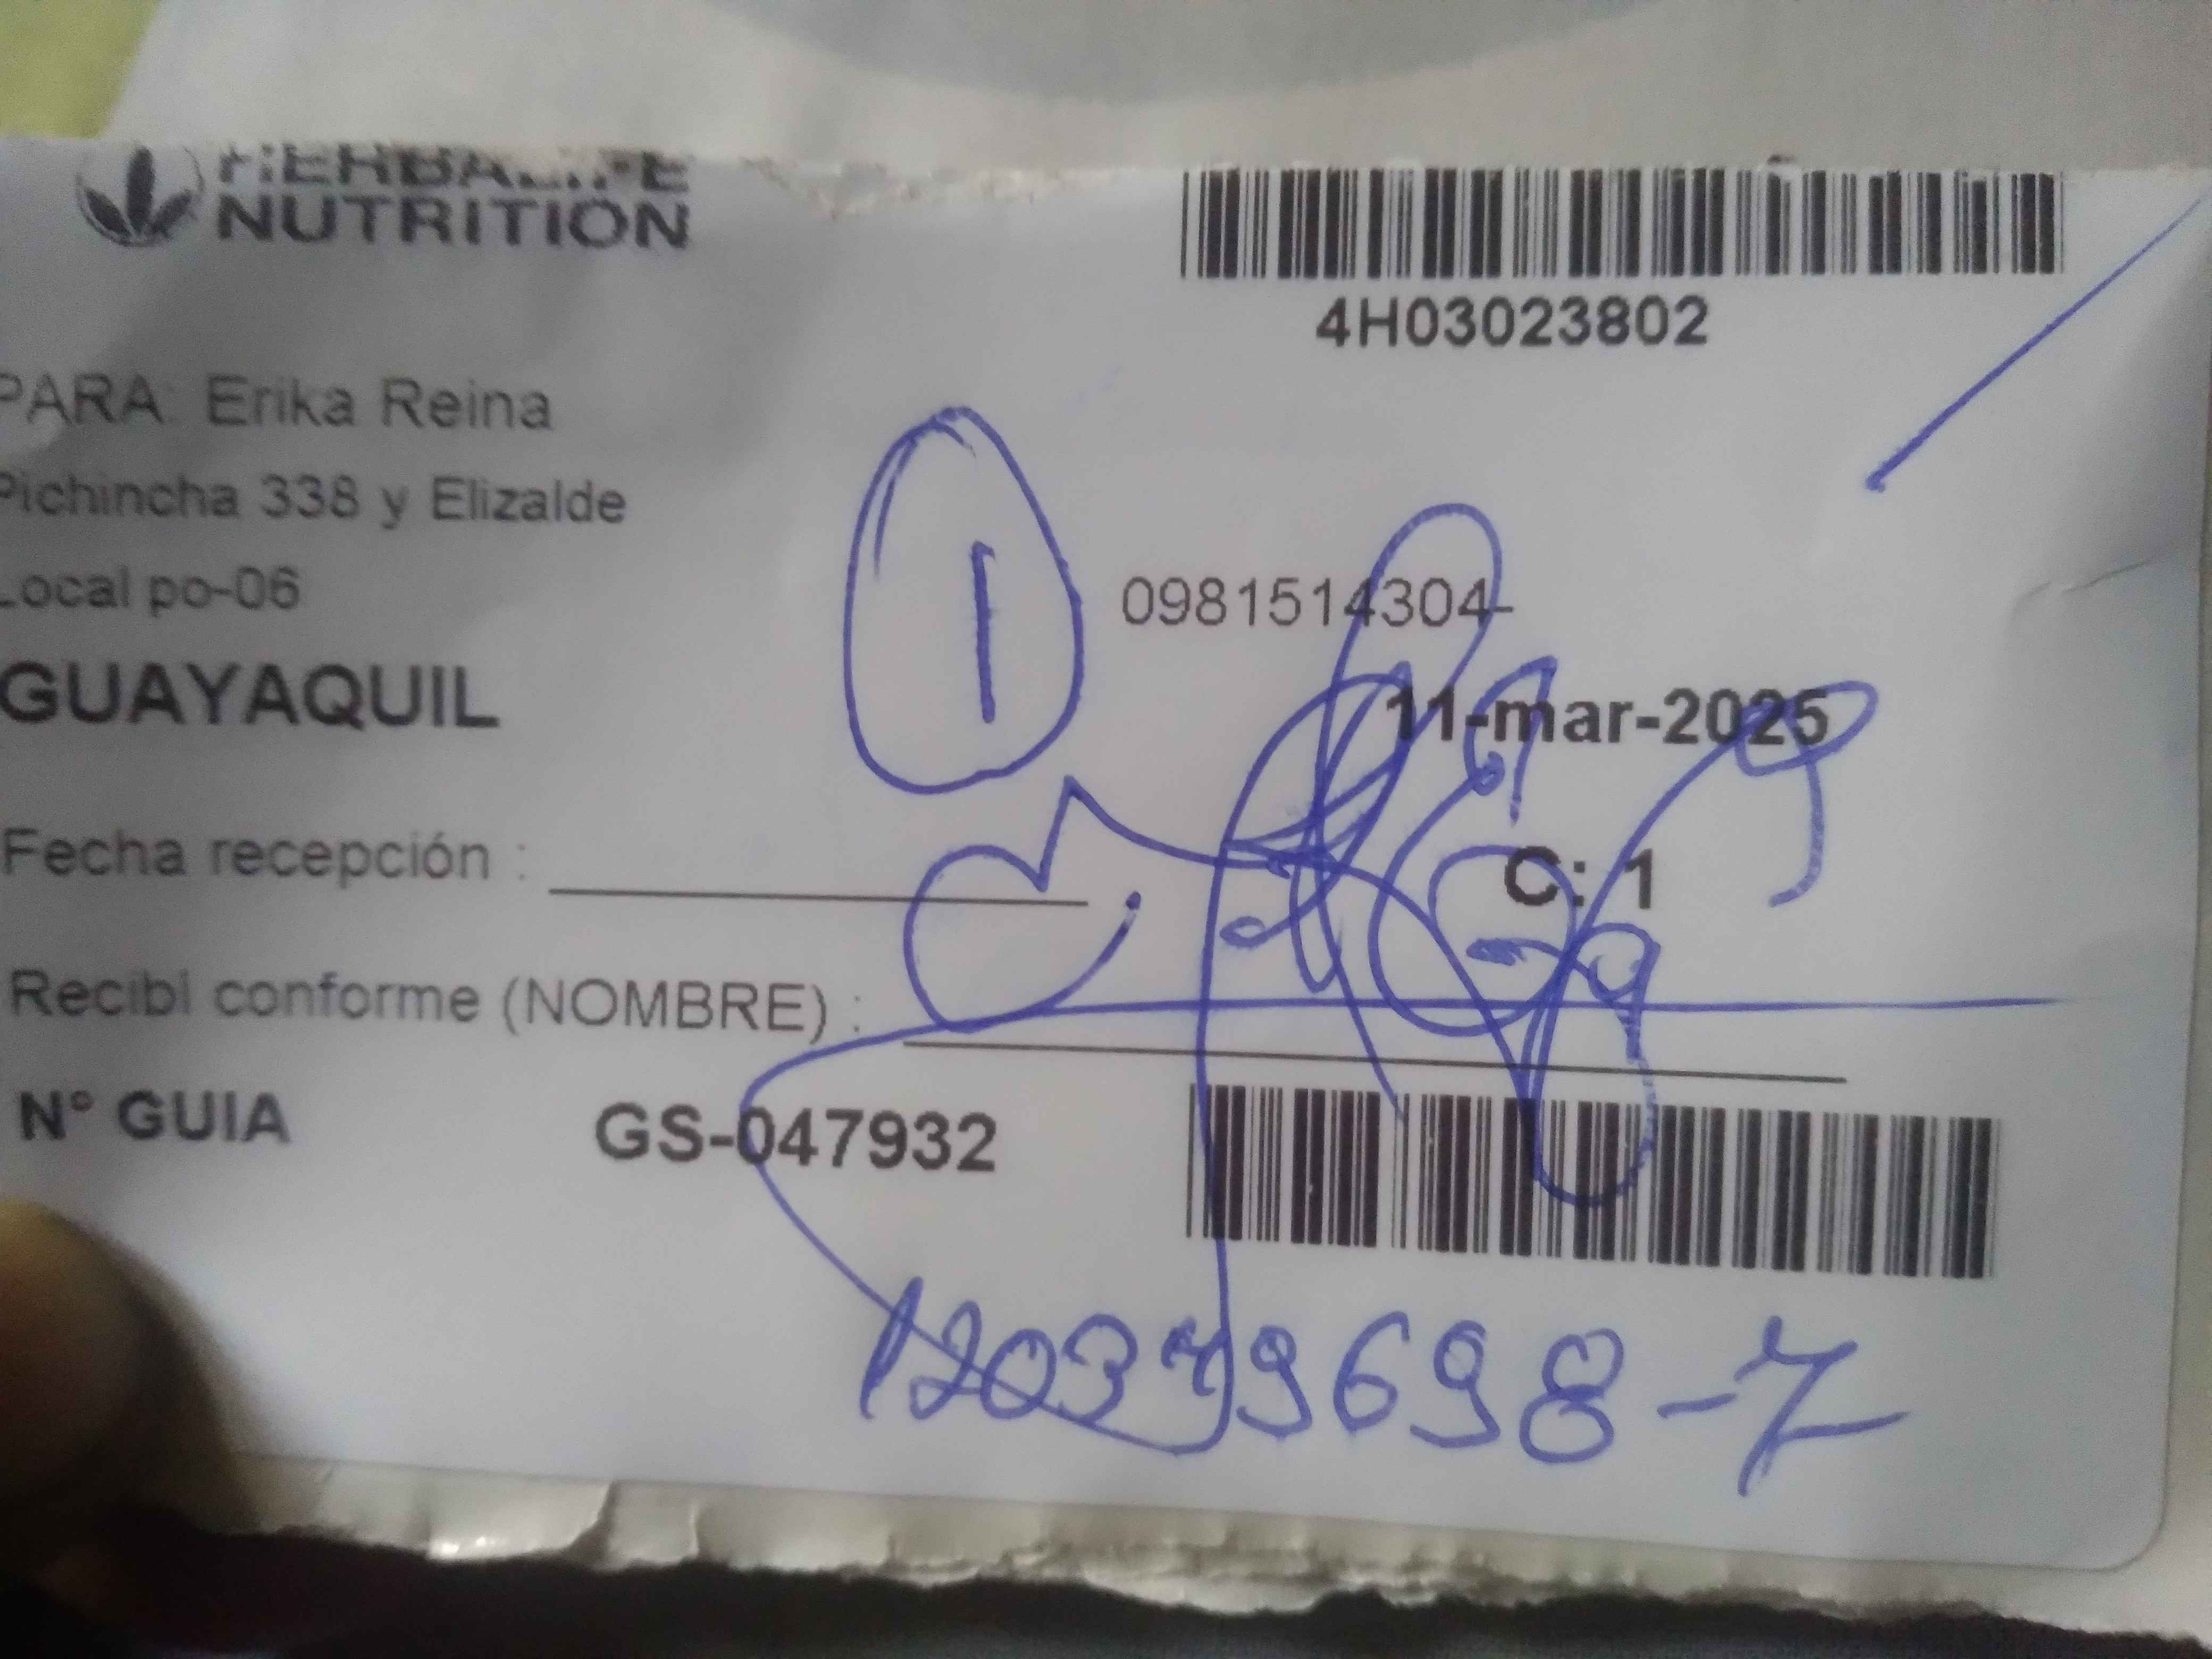 HERBALIFE
NUTRITION
4H03023802
PARA: Erika Reina
Pichincha 338 y Elizalde
Local po-06
1
0981514304-
GUAYAQUIL
11-mar-2025
Fecha recepción :
C: 1
Recibi conforme (NOMBRE) :
N° GUIA
GS-047932